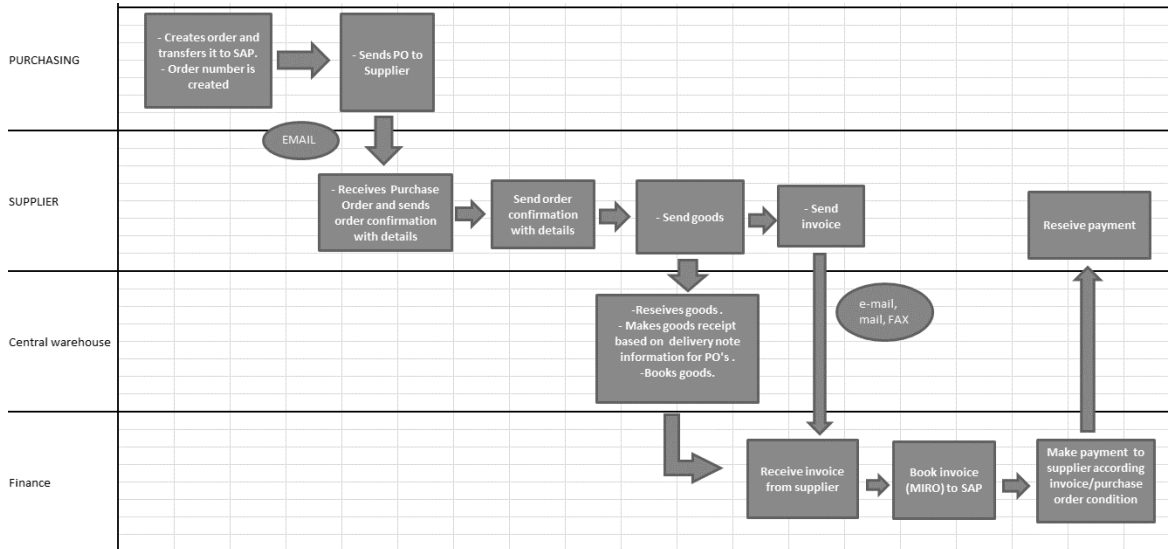 PURCHASING
- Creates order and
transfers it to SAP.
- Order number is
created
- Sends PO to
Supplier
EMAIL
SUPPLIER
- Receives Purchase
Order and sends
order confirmation
with details
Send order
confirmation
with details
- Send goods
- Send
invoice
Reseive payment
Central warehouse
-Reseives goods .
- Makes goods receipt
based on delivery note
information for PO's .
-Books goods.
e-mail,
mail, FAX
Finance
Receive invoice
from supplier
Book invoice
(MIRO) to SAP
Make payment to
supplier according
invoice/purchase
order condition